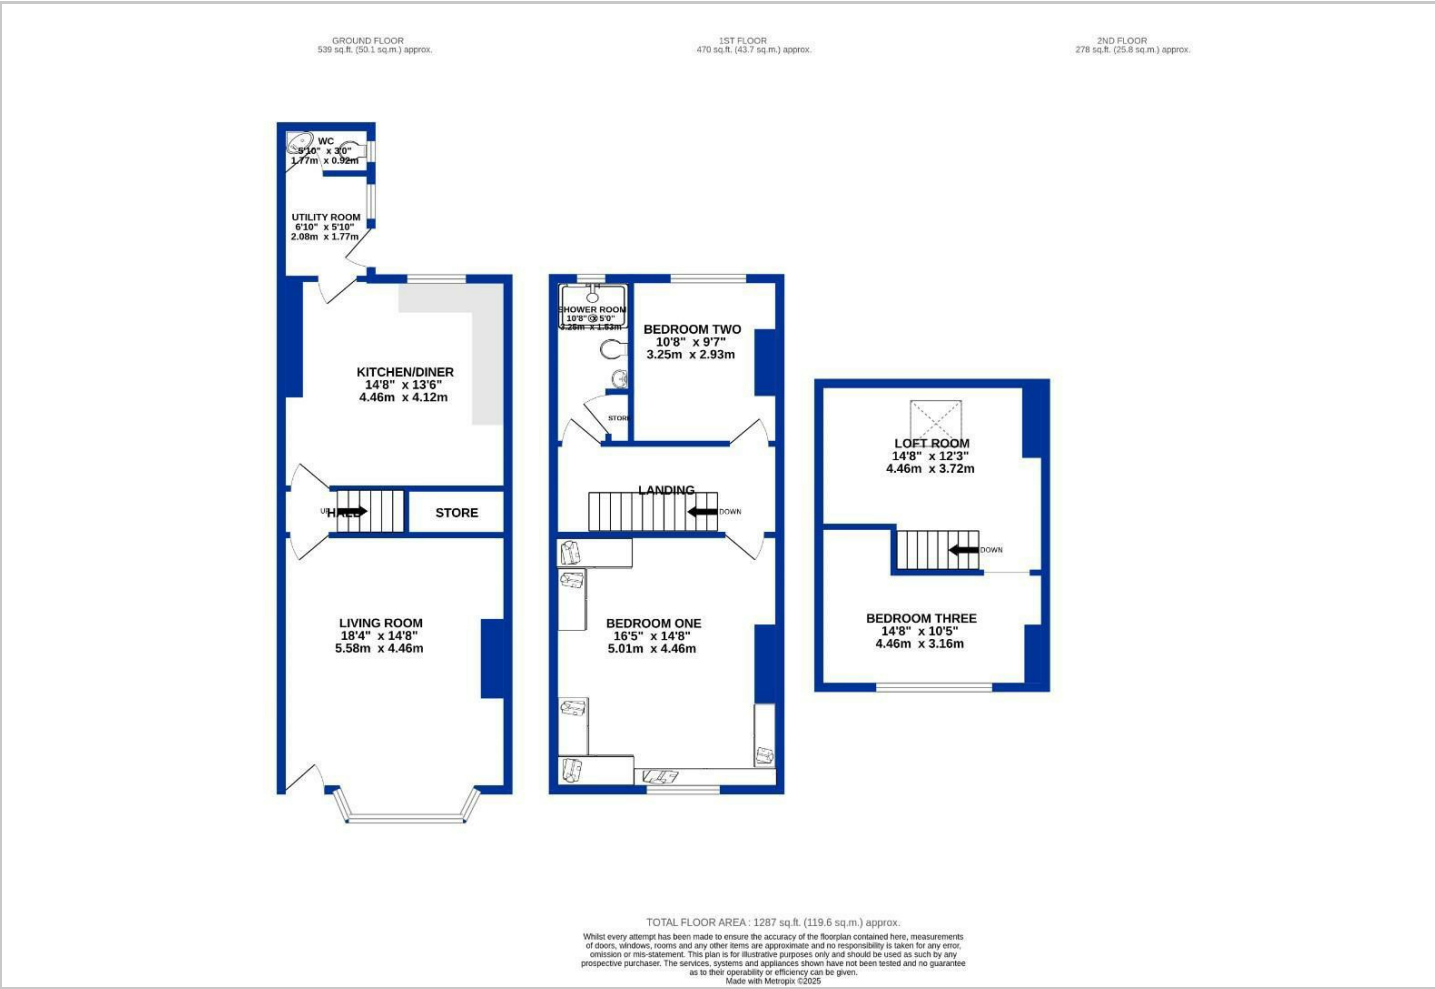 GROUND FLOOR
539 sq.ft. (50.1 sq.m.) approx.
1ST FLOOR
470 sq.ft. (43.7 sq.m.) approx.
2ND FLOOR
278 sq.ft. (25.8 sq.m.) approx.
WC
5'10" x 3'0"
1.77m x 0.92m
UTILITY ROOM
6'10" x 5'10"
2.08m x 1.77m
KITCHEN/DINER
14'8" x 13'6"
4.46m x 4.12m
UP
HALL
STORE
LIVING ROOM
18'4" x 14'8"
5.58m x 4.46m
SHOWER ROOM
10'8" x 5'0"
3.25m x 1.53m
BEDROOM TWO
10'8" x 9'7"
3.25m x 2.93m
STORE
LANDING
DOWN
BEDROOM ONE
16'5" x 14'8"
5.01m x 4.46m
LOFT ROOM
14'8" x 12'3"
4.46m x 3.72m
DOWN
BEDROOM THREE
14'8" x 10'5"
4.46m x 3.16m
TOTAL FLOOR AREA : 1287 sq.ft. (119.6 sq.m.) approx.
Whilst every attempt has been made to ensure the accuracy of the floorplan contained here, measurements
of doors, windows, rooms and any other items are approximate and no responsibility is taken for any error,
omission or mis-statement. This plan is for illustrative purposes only and should be used as such by any
prospective purchaser. The services, systems and appliances shown have not been tested and no guarantee
as to their operability or efficiency can be given.
Made with Metropix ©2025